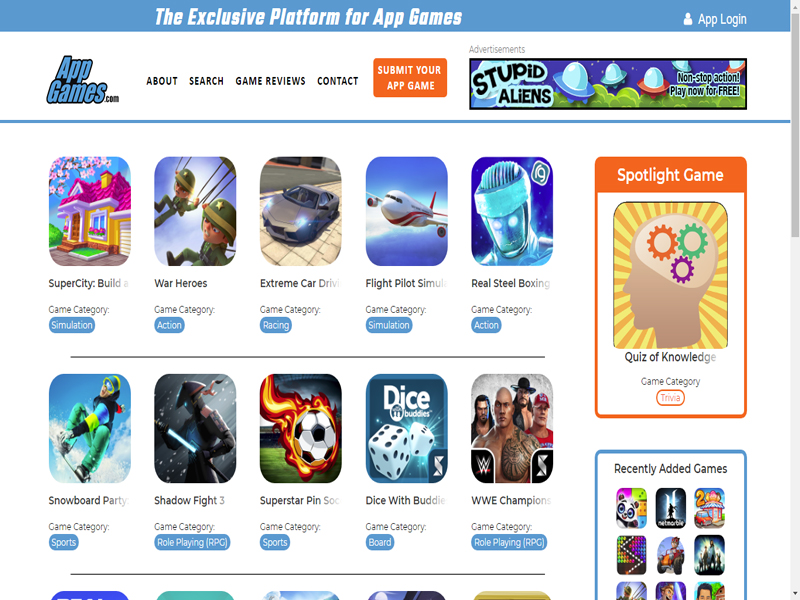 The Exclusive Platform for App Games
App Login
App Games.com
ABOUT
SEARCH
GAME REVIEWS
CONTACT
SUBMIT YOUR
APP GAME
Advertisements
STUPID
ALIENS
Non-stop action!
Play now for FREE!
SuperCity: Build a
War Heroes
Extreme Car Drivi
Flight Pilot Simul
Real Steel Boxing
Game Category:
Game Category:
Game Category:
Game Category:
Game Category:
Simulation
Action
Racing
Simulation
Action
Spotlight Game
Quiz of Knowledge
Game Category
Trivia
Dice
buddies
Snowboard Party:
Shadow Fight 3
Superstar Pin Soc
Dice With Buddie
WWE Champions
Game Category:
Game Category:
Game Category:
Game Category:
Game Category:
Sports
Role Playing (RPG)
Sports
Board
Role Playing (RPG)
Recently Added Games
netmarble